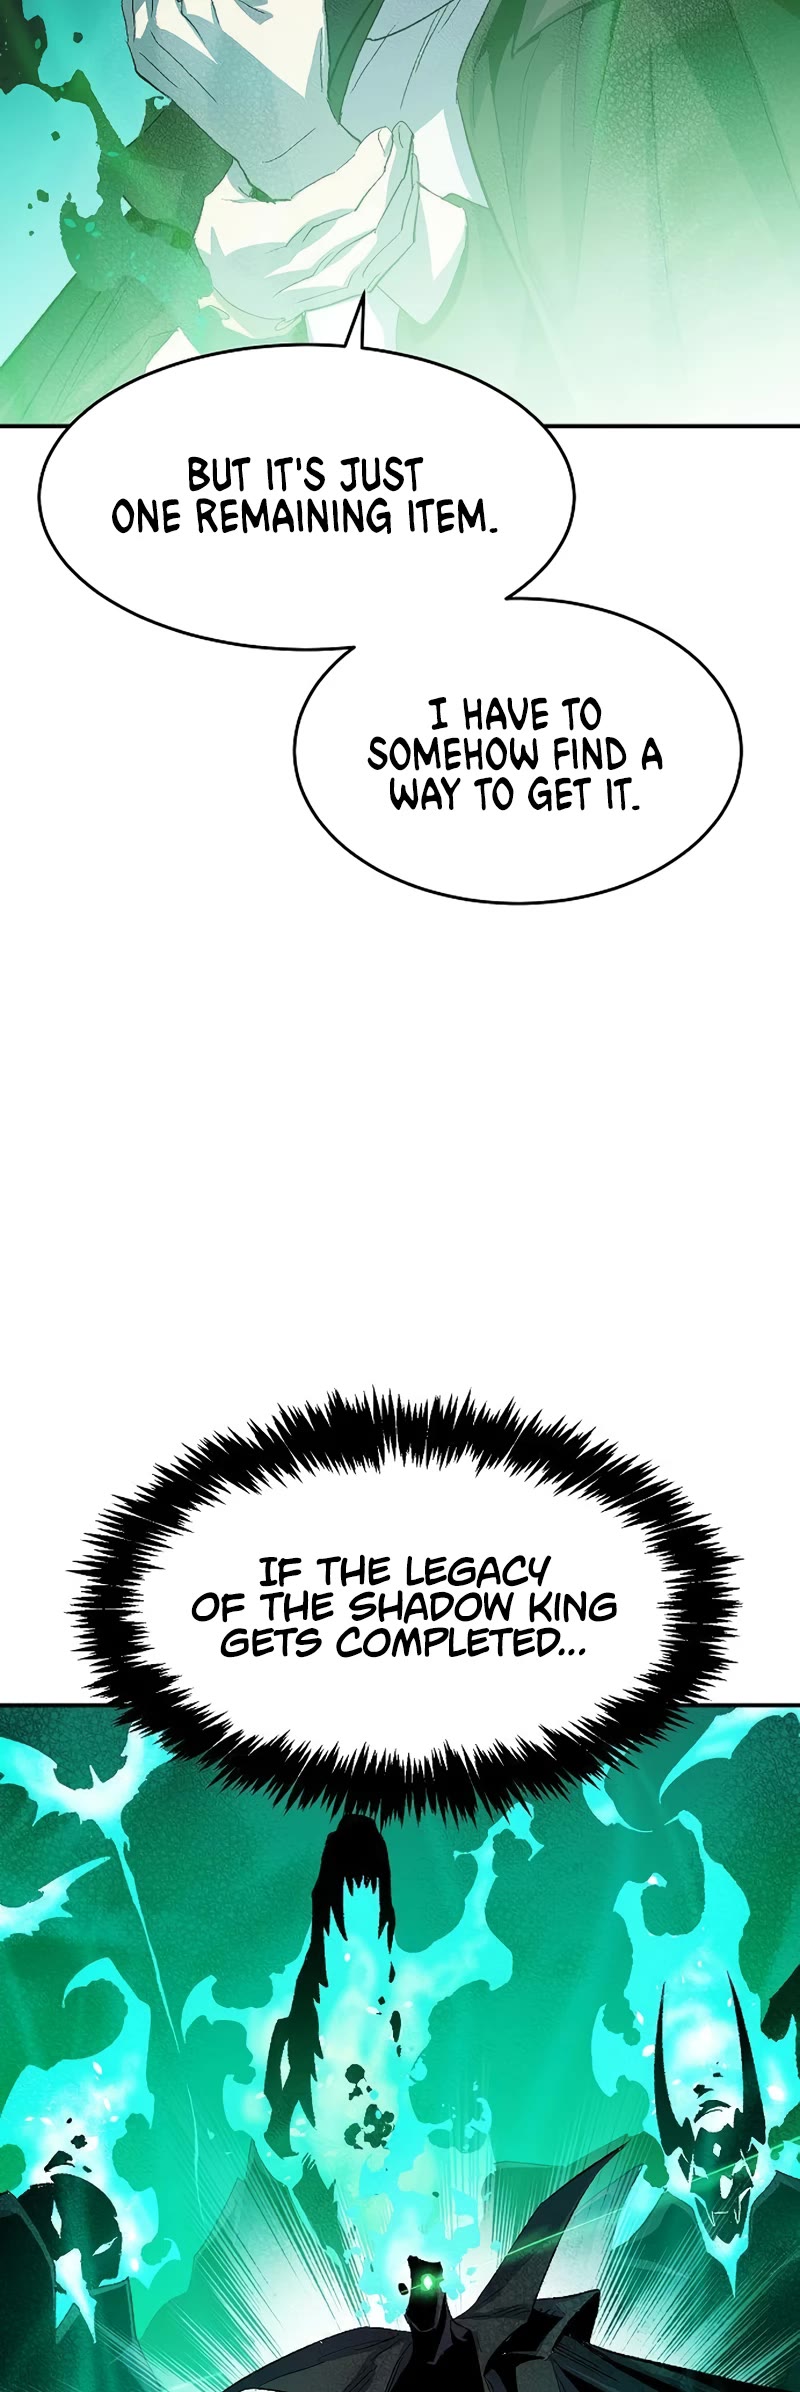 BUT IT'S JUST
ONE REMAINING ITEM.
I HAVE TO
SOMEHOW FIND A
WAY TO GET IT.
IF THE LEGACY
OF THE SHADOW KING
GETS COMPLETED...